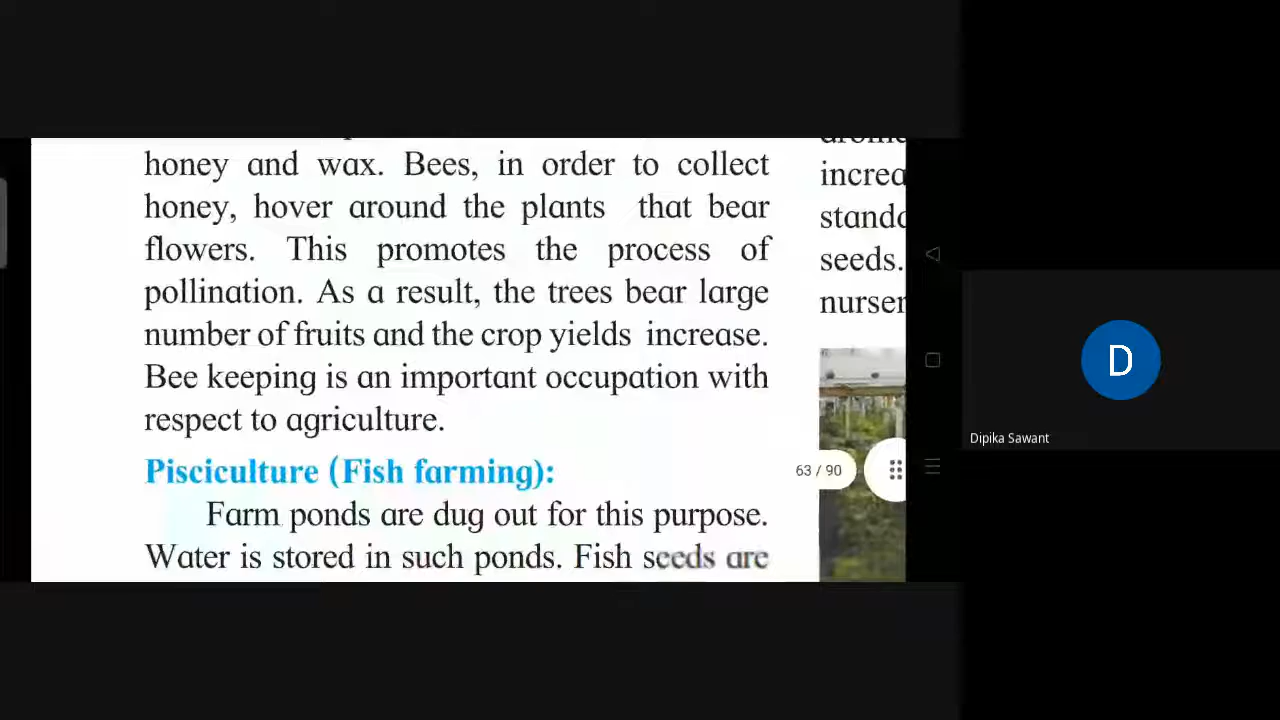 honey and wax. Bees, in order to collect
honey, hover around the plants that bear
flowers. This promotes the process of
pollination. As a result, the trees bear large
number of fruits and the crop yields increase.
Bee keeping is an important occupation with
respect to agriculture.
Pisciculture (Fish farming):
Farm ponds are dug out for this purpose.
Water is stored in such ponds. Fish seeds are
increa
standa
seeds.
nurser
63 / 90
D
Dipika Sawant